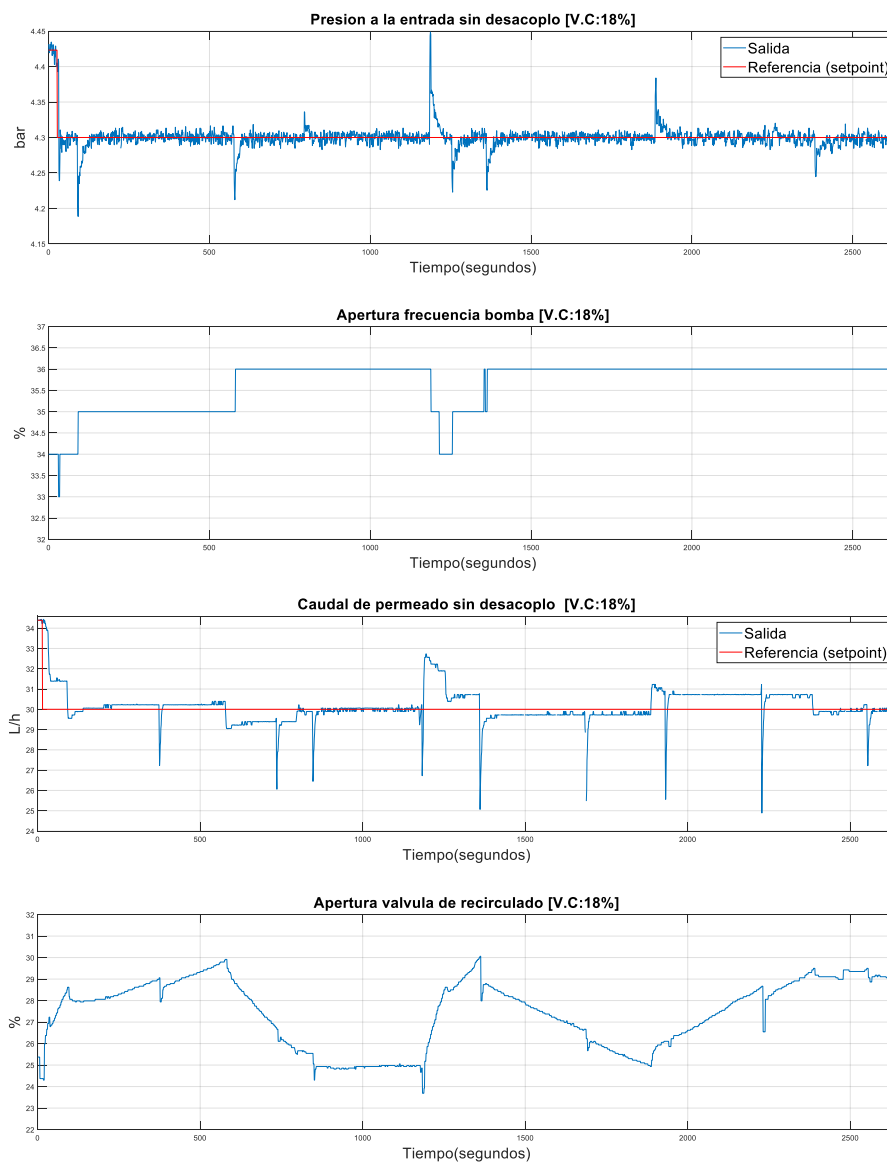 Presion a la entrada sin desacoplo [V.C:18%]
Salida
Referencia (setpoint)
bar
4.45
4.4
4.35
4.3
4.25
4.2
4.15
0 500 1000 1500 2000 2500
Tiempo(segundos)
Apertura frecuencia bomba [V.C:18%]
%
37
36.5
36
35.5
35
34.5
34
33.5
33
32.5
32
0 500 1000 1500 2000 2500
Tiempo(segundos)
Caudal de permeado sin desacoplo [V.C:18%]
Salida
Referencia (setpoint)
L/h
34
33
32
31
30
29
28
27
26
25
24
0 500 1000 1500 2000 2500
Tiempo(segundos)
Apertura valvula de recirculado [V.C:18%]
%
32
31
30
29
28
27
26
25
24
23
22
0 500 1000 1500 2000 2500
Tiempo(segundos)